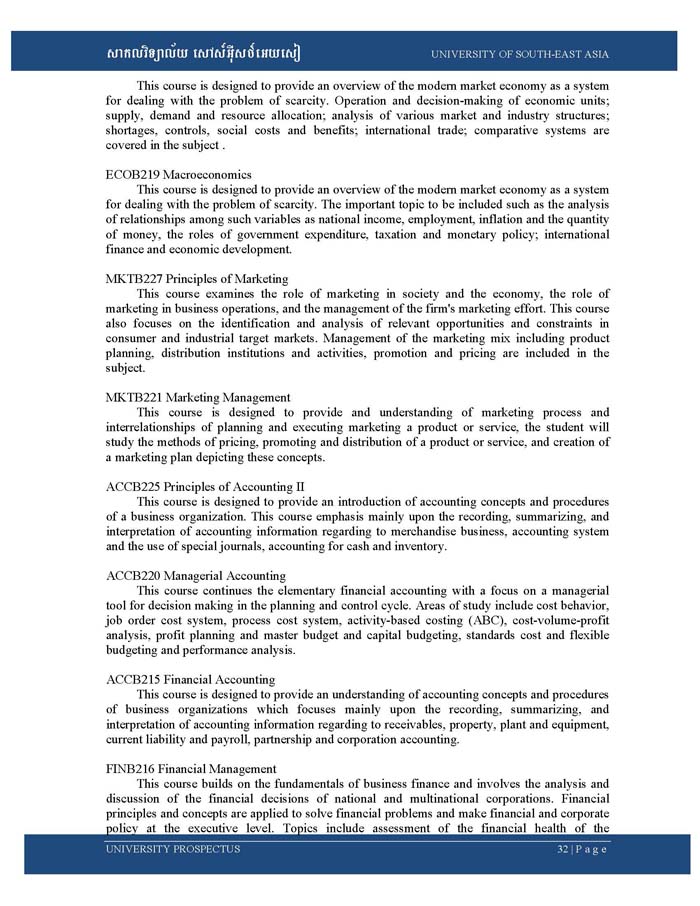 សាកលវិទ្យាល័យ សៅស៍អ៊ីសថ៍អេយសៀ UNIVERSITY OF SOUTH-EAST ASIA
This course is designed to provide an overview of the modern market economy as a system
for dealing with the problem of scarcity. Operation and decision-making of economic units;
supply, demand and resource allocation; analysis of various market and industry structures;
shortages, controls, social costs and benefits; international trade; comparative systems are
covered in the subject .
ECOB219 Macroeconomics
This course is designed to provide an overview of the modern market economy as a system
for dealing with the problem of scarcity. The important topic to be included such as the analysis
of relationships among such variables as national income, employment, inflation and the quantity
of money, the roles of government expenditure, taxation and monetary policy; international
finance and economic development.
MKTB227 Principles of Marketing
This course examines the role of marketing in society and the economy, the role of
marketing in business operations, and the management of the firm's marketing effort. This course
also focuses on the identification and analysis of relevant opportunities and constraints in
consumer and industrial target markets. Management of the marketing mix including product
planning, distribution institutions and activities, promotion and pricing are included in the
subject.
MKTB221 Marketing Management
This course is designed to provide and understanding of marketing process and
interrelationships of planning and executing marketing a product or service, the student will
study the methods of pricing, promoting and distribution of a product or service, and creation of
a marketing plan depicting these concepts.
ACCB225 Principles of Accounting II
This course is designed to provide an introduction of accounting concepts and procedures
of a business organization. This course emphasis mainly upon the recording, summarizing, and
interpretation of accounting information regarding to merchandise business, accounting system
and the use of special journals, accounting for cash and inventory.
ACCB220 Managerial Accounting
This course continues the elementary financial accounting with a focus on a managerial
tool for decision making in the planning and control cycle. Areas of study include cost behavior,
job order cost system, process cost system, activity-based costing (ABC), cost-volume-profit
analysis, profit planning and master budget and capital budgeting, standards cost and flexible
budgeting and performance analysis.
ACCB215 Financial Accounting
This course is designed to provide an understanding of accounting concepts and procedures
of business organizations which focuses mainly upon the recording, summarizing, and
interpretation of accounting information regarding to receivables, property, plant and equipment,
current liability and payroll, partnership and corporation accounting.
FINB216 Financial Management
This course builds on the fundamentals of business finance and involves the analysis and
discussion of the financial decisions of national and multinational corporations. Financial
principles and concepts are applied to solve financial problems and make financial and corporate
policy at the executive level. Topics include assessment of the financial health of the
UNIVERSITY PROSPECTUS 32 | P a g e